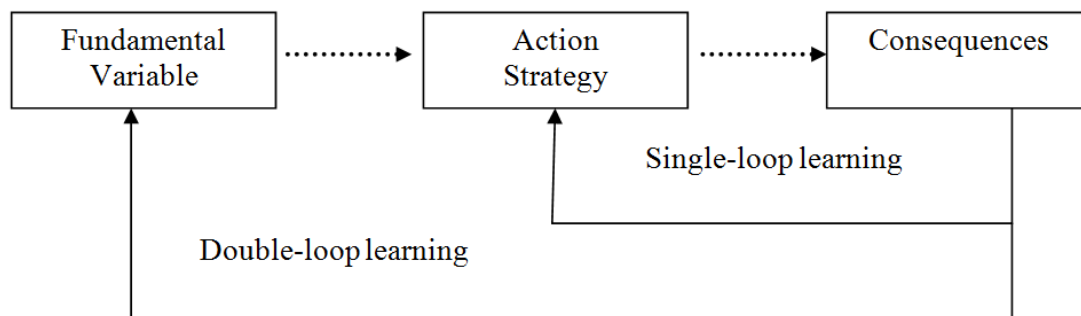 Fundamental
Variable
Action
Strategy
Consequences
Single-loop learning
Double-loop learning